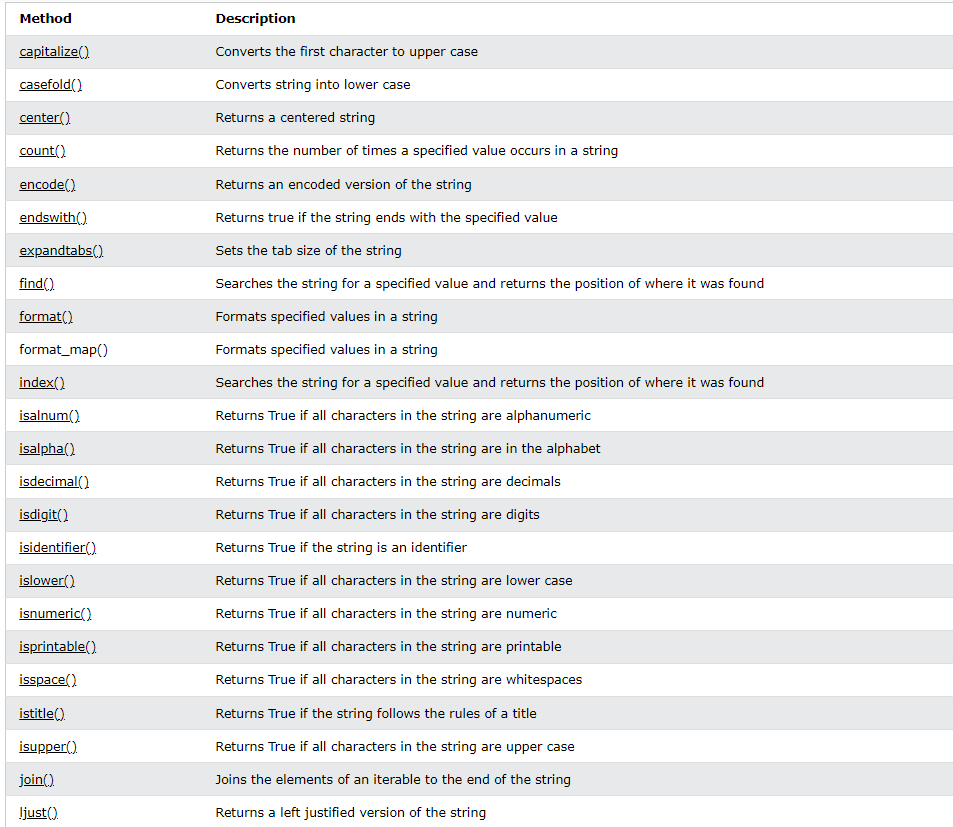 Method Description
capitalize() Converts the first character to upper case
casefold() Converts string into lower case
center() Returns a centered string
count() Returns the number of times a specified value occurs in a string
encode() Returns an encoded version of the string
endswith() Returns true if the string ends with the specified value
expandtabs() Sets the tab size of the string
find() Searches the string for a specified value and returns the position of where it was found
format() Formats specified values in a string
format_map() Formats specified values in a string
index() Searches the string for a specified value and returns the position of where it was found
isalnum() Returns True if all characters in the string are alphanumeric
isalpha() Returns True if all characters in the string are in the alphabet
isdecimal() Returns True if all characters in the string are decimals
isdigit() Returns True if all characters in the string are digits
isidentifier() Returns True if the string is an identifier
islower() Returns True if all characters in the string are lower case
isnumeric() Returns True if all characters in the string are numeric
isprintable() Returns True if all characters in the string are printable
isspace() Returns True if all characters in the string are whitespaces
istitle() Returns True if the string follows the rules of a title
isupper() Returns True if all characters in the string are upper case
join() Joins the elements of an iterable to the end of the string
ljust() Returns a left justified version of the string